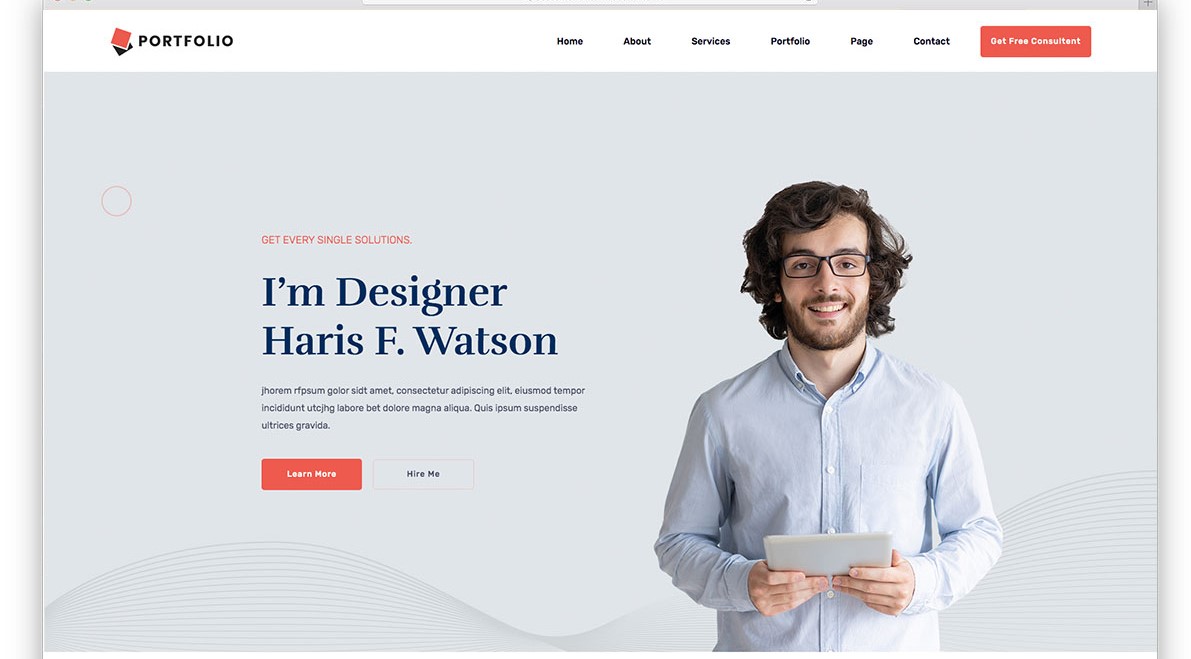 PORTFOLIO
Home About Services Portfolio Page Contact Get Free Consultent
GET EVERY SINGLE SOLUTIONS.
I'm Designer
Haris F. Watson
jhorem rfpsum golor sidt amet, consectetur adipiscing elit, eiusmod tempor
incididunt utcjhg labore bet dolore magna aliqua. Quis ipsum suspendisse
ultrices gravida.
Learn More Hire Me